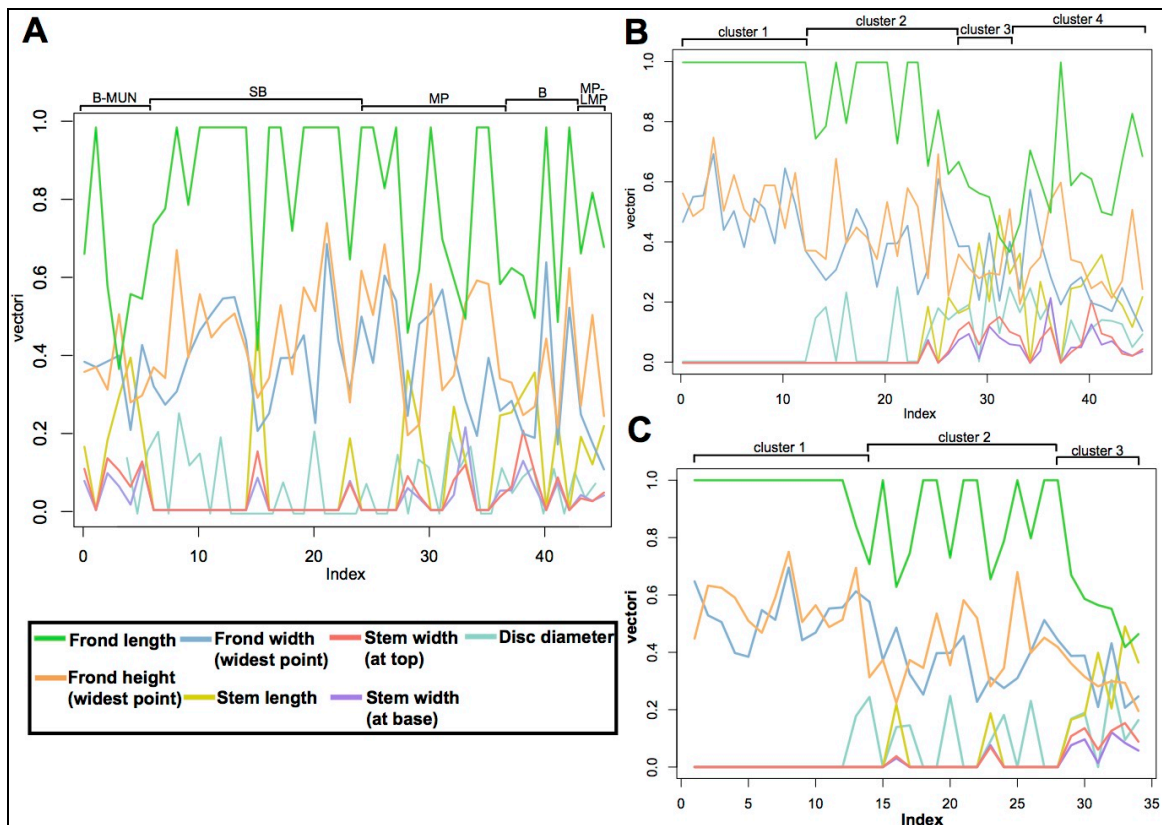 A
B-MUN SB MP B MP-
LMP
vectori
0.0 0.2 0.4 0.6 0.8 1.0
0 10 20 30 40
Index
B
cluster 1 cluster 2 cluster 3 cluster 4
vectori
0.0 0.2 0.4 0.6 0.8 1.0
0 10 20 30 40
Index
C
cluster 1 cluster 2 cluster 3
vectori
0.0 0.2 0.4 0.6 0.8 1.0
0 5 10 15 20 25 30 35
Index
Frond length Frond width Stem width Disc diameter
(widest point) (at top)
Frond height Stem length Stem width
(widest point) (at base)